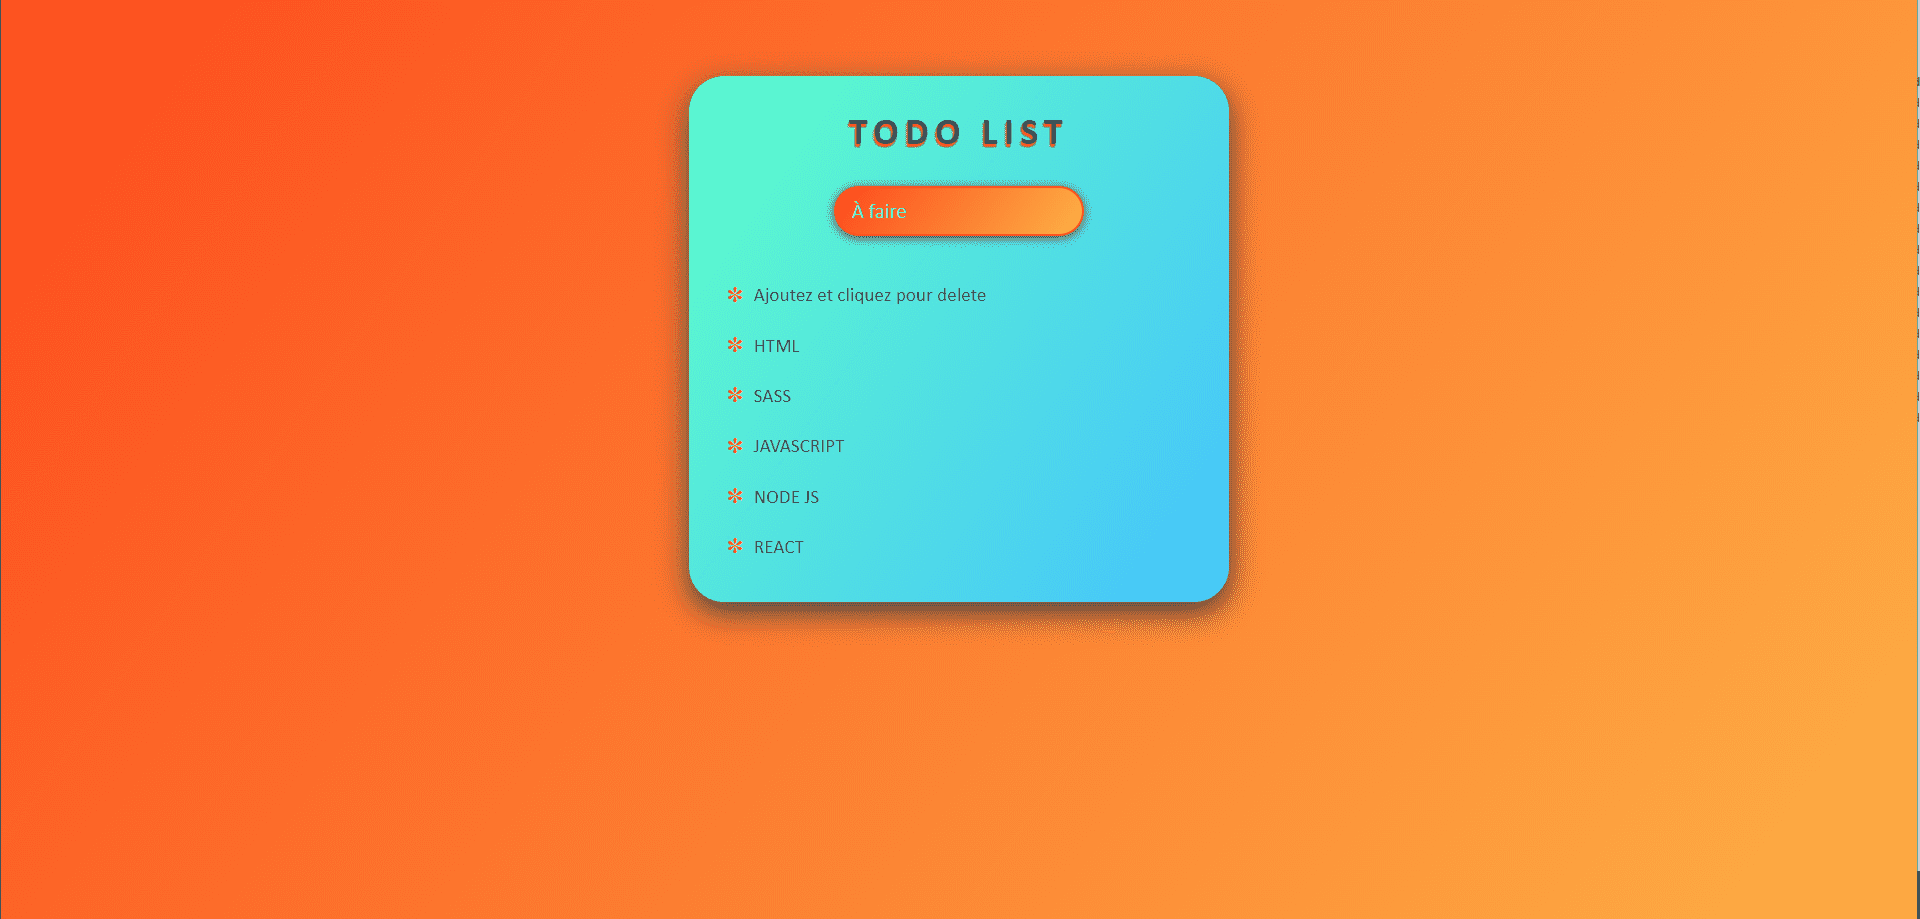 TODO LIST
À faire
✼ Ajoutez et cliquez pour delete
✼ HTML
✼ SASS
✼ JAVASCRIPT
✼ NODE JS
✼ REACT